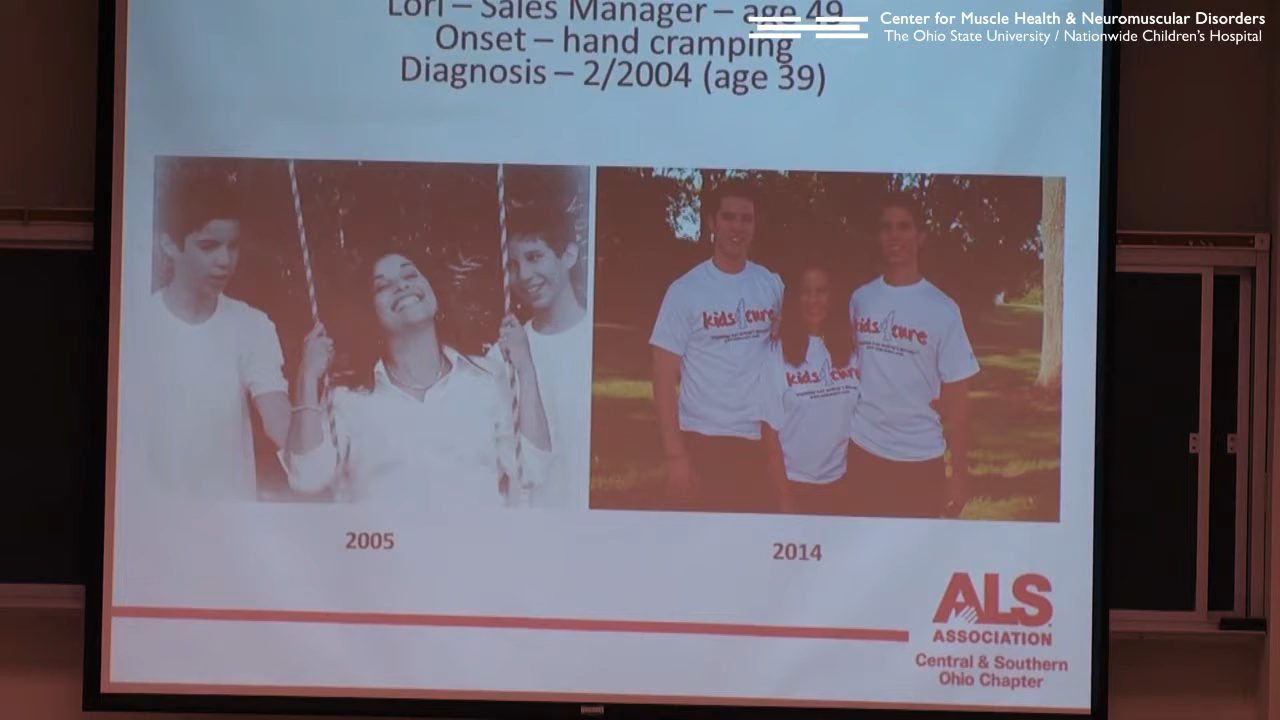 Lori – Sales Manager – age 49
Onset – hand cramping
Diagnosis – 2/2004 (age 39)
Center for Muscle Health & Neuromuscular Disorders
The Ohio State University / Nationwide Children's Hospital
kids4cure
kids4cure
kids4cure
2005
2014
ALS
ASSOCIATION
Central & Southern
Ohio Chapter